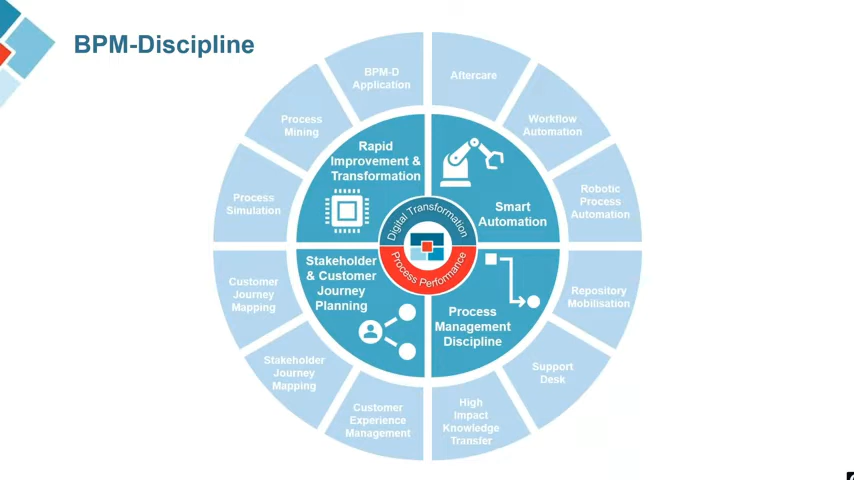 BPM-Discipline
BPM-D
Application
Aftercare
Process
Mining
Workflow
Automation
Rapid
Improvement &
Transformation
Process
Simulation
Smart
Automation
Robotic
Process
Automation
Digital Transformation
Process Performance
Stakeholder
& Customer
Journey
Planning
Customer
Journey
Mapping
Process
Management
Discipline
Repository
Mobilisation
Stakeholder
Journey
Mapping
Support
Desk
Customer
Experience
Management
High
Impact
Knowledge
Transfer